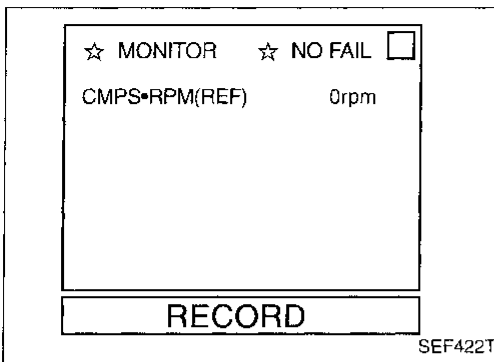 ☆ MONITOR ☆ NO FAIL
CMPS•RPM(REF) 0rpm
RECORD
SEF422T